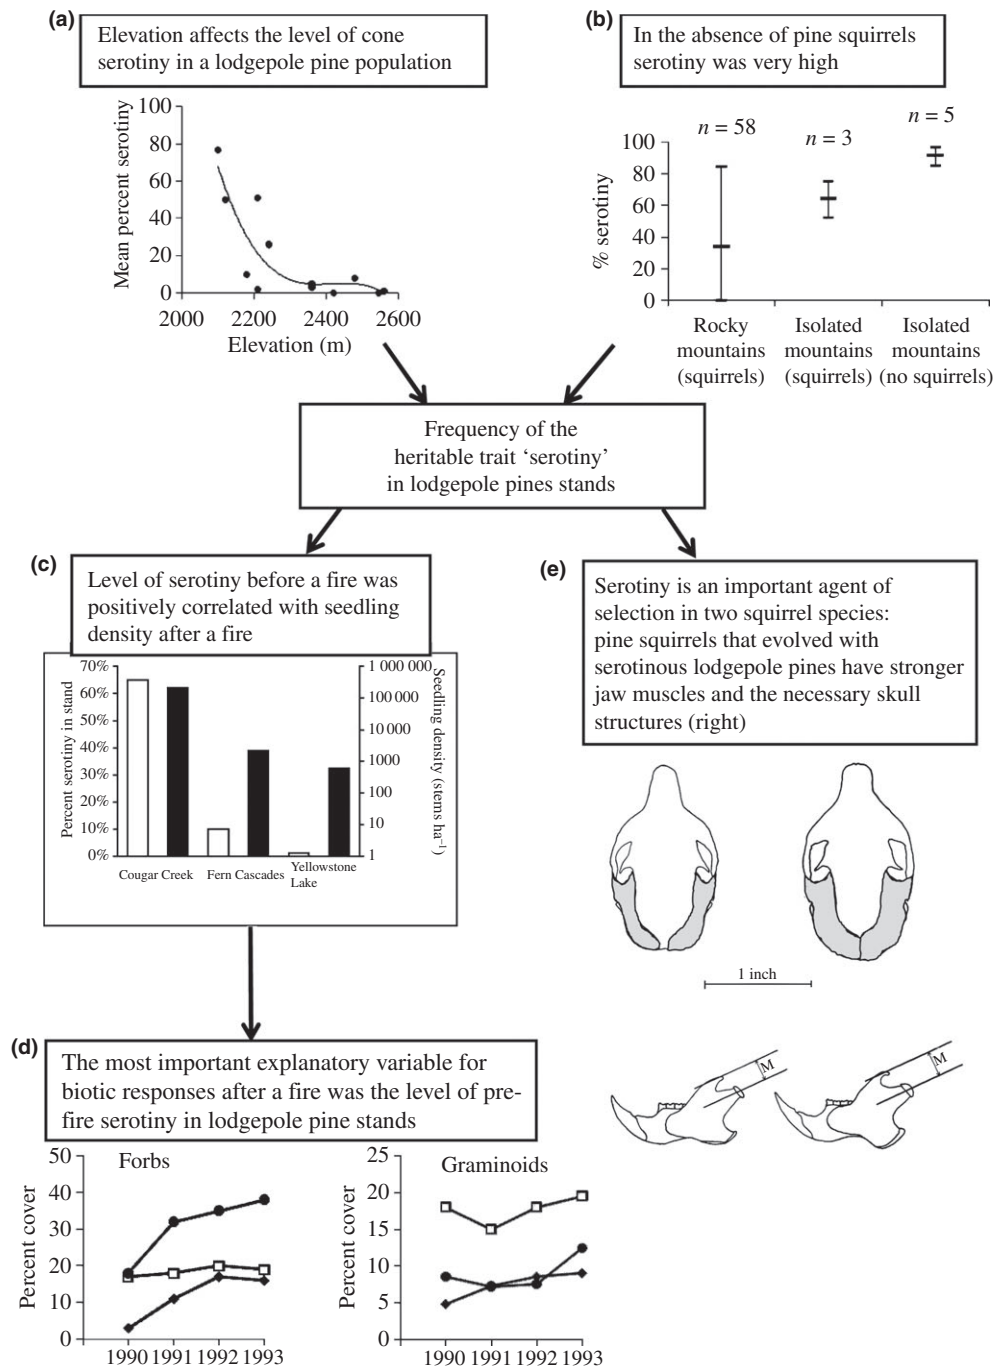 (a)
Elevation affects the level of cone
serotiny in a lodgepole pine population
Mean percent serotiny
100
80
60
40
20
0
2000 2200 2400 2600
Elevation (m)
(b)
In the absence of pine squirrels
serotiny was very high
n = 58
n = 3
n = 5
% serotiny
100
80
60
40
20
0
Rocky
mountains
(squirrels)
Isolated
mountains
(squirrels)
Isolated
mountains
(no squirrels)
Frequency of the
heritable trait ‘serotiny’
in lodgepole pines stands
(c)
Level of serotiny before a fire was
positively correlated with seedling
density after a fire
Percent serotiny in stand
70%
60%
50%
40%
30%
20%
10%
0%
1 000 000
100 000
10 000
1000
100
10
1
Seedling density (stems ha⁻¹)
Cougar Creek
Fern Cascades
Yellowstone
Lake
(e)
Serotiny is an important agent of
selection in two squirrel species:
pine squirrels that evolved with
serotinous lodgepole pines have stronger
jaw muscles and the necessary skull
structures (right)
1 inch
M
M
(d)
The most important explanatory variable for
biotic responses after a fire was the level of pre-
fire serotiny in lodgepole pine stands
Forbs
Percent cover
50
40
30
20
10
0
1990 1991 1992 1993
Graminoids
Percent cover
25
20
15
10
5
0
1990 1991 1992 1993